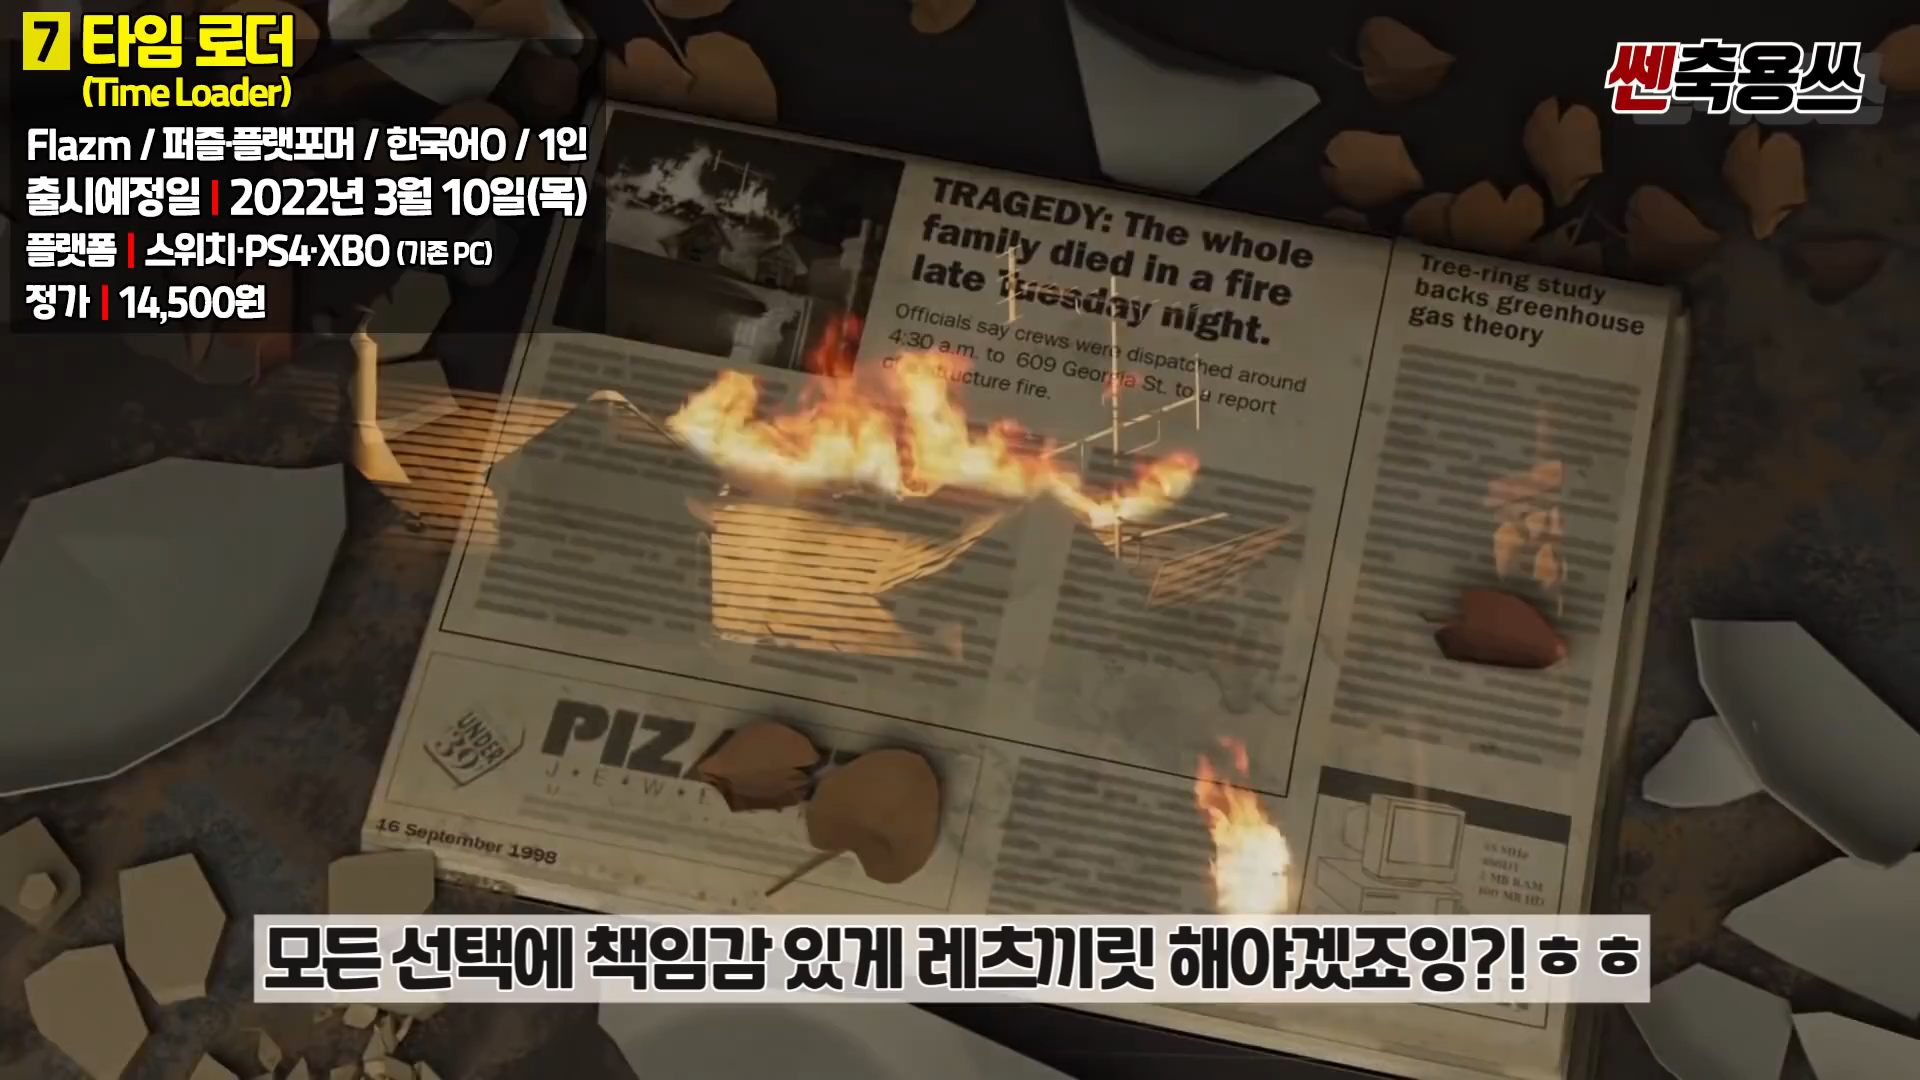 7 타임 로더
(Time Loader)
Flazm / 퍼즐·플랫포머 / 한국어O / 1인
출시예정일 | 2022년 3월 10일(목)
플랫폼 | 스위치·PS4·XBO (기존 PC)
정가 | 14,500원
쎈축용쓰
TRAGEDY: The whole
family died in a fire
late Tuesday night.
Officials say crews were dispatched around
4:30 a.m. to 609 Georgia St. to a report
structure fire.
Tree-ring study
backs greenhouse
gas theory
UNDER
30
PIZ
J•E•W•E
16 September 1998
모든 선택에 책임감 있게 레츠끼릿 해야겠죠잉?!ㅎㅎ